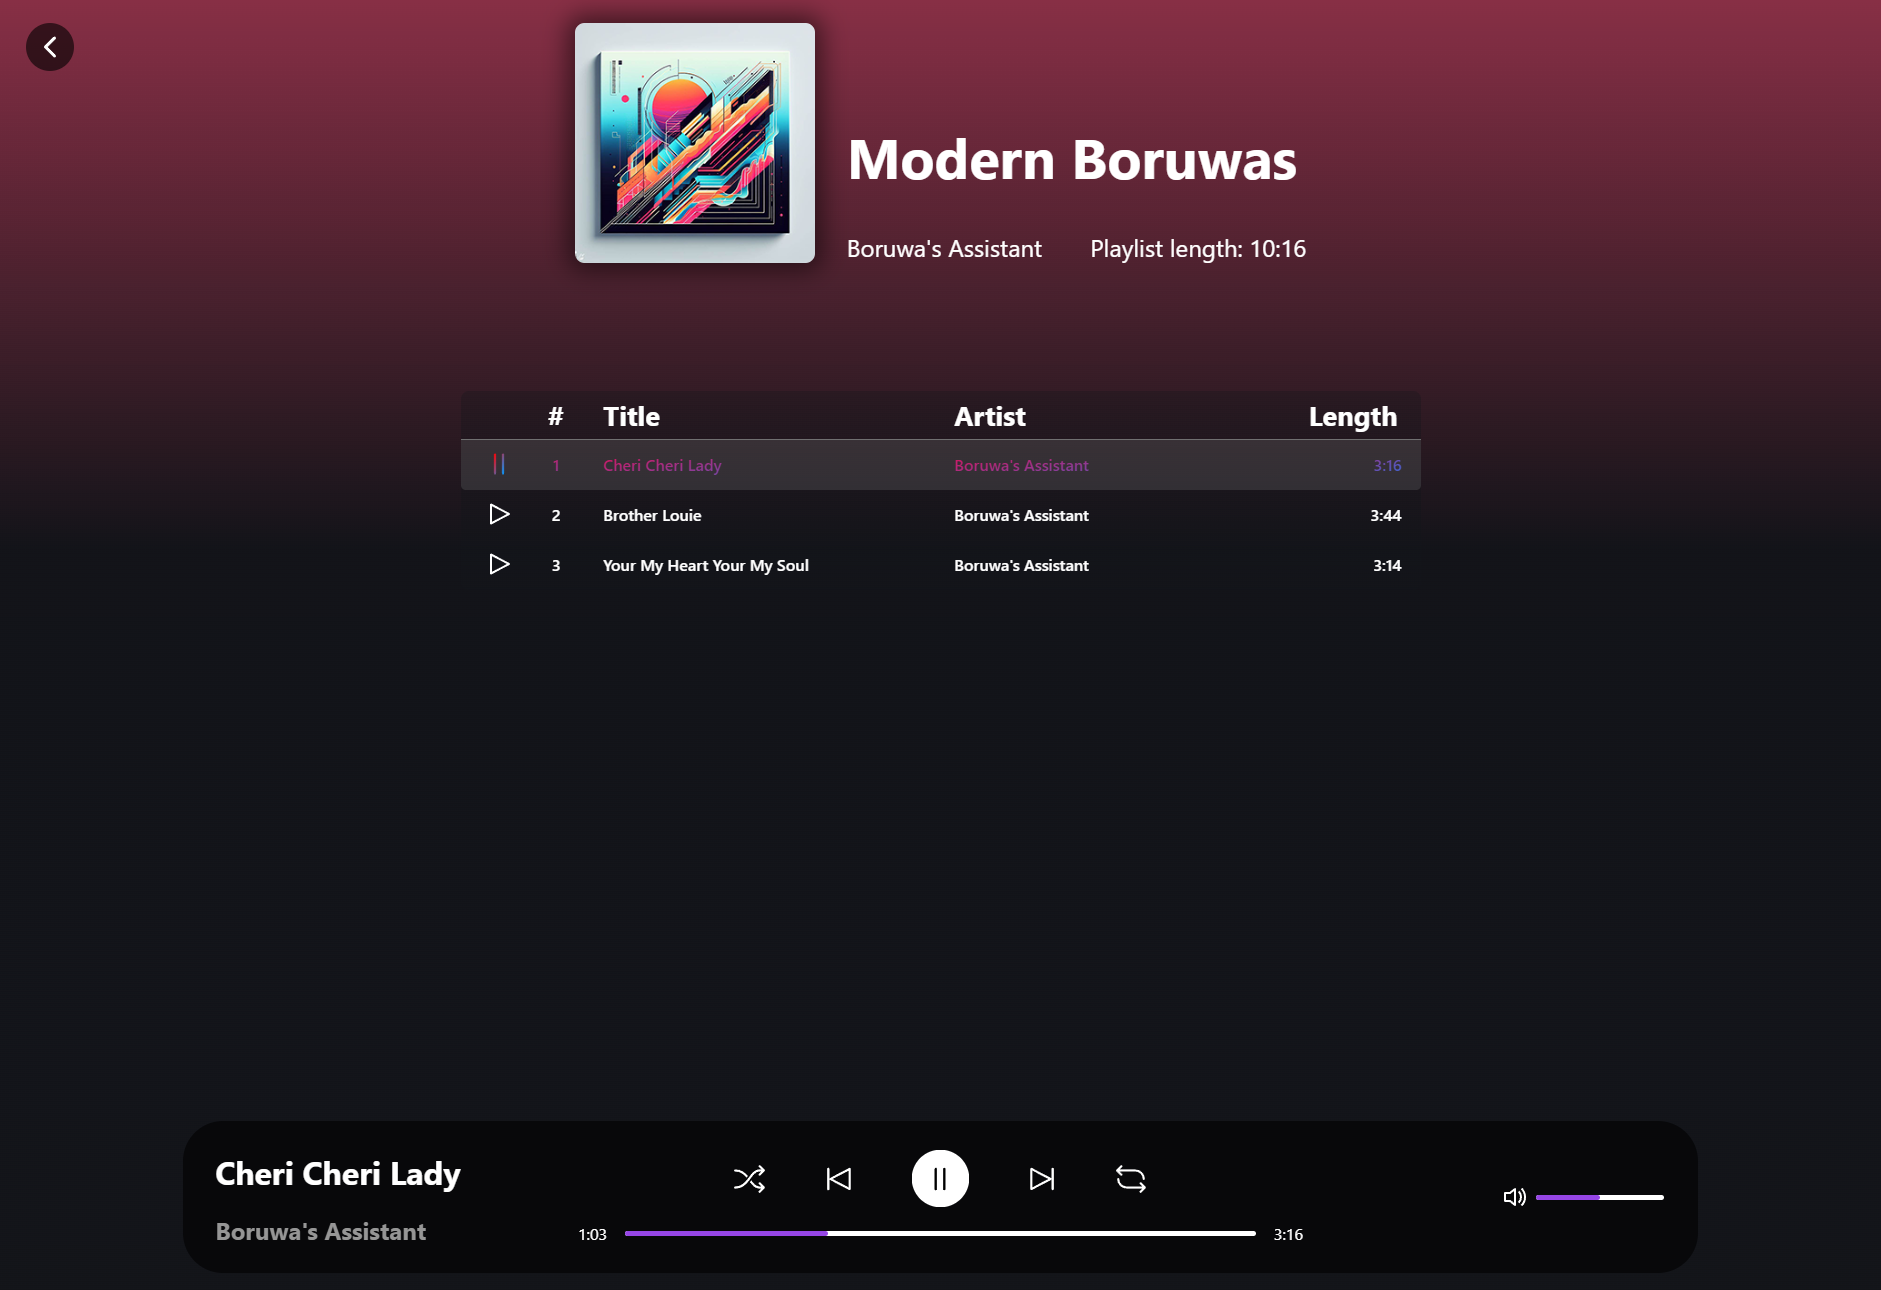 Modern Boruwas
Boruwa's Assistant Playlist length: 10:16
# Title Artist Length
1 Cheri Cheri Lady Boruwa's Assistant 3:16
2 Brother Louie Boruwa's Assistant 3:44
3 Your My Heart Your My Soul Boruwa's Assistant 3:14
Cheri Cheri Lady
Boruwa's Assistant
1:03 3:16